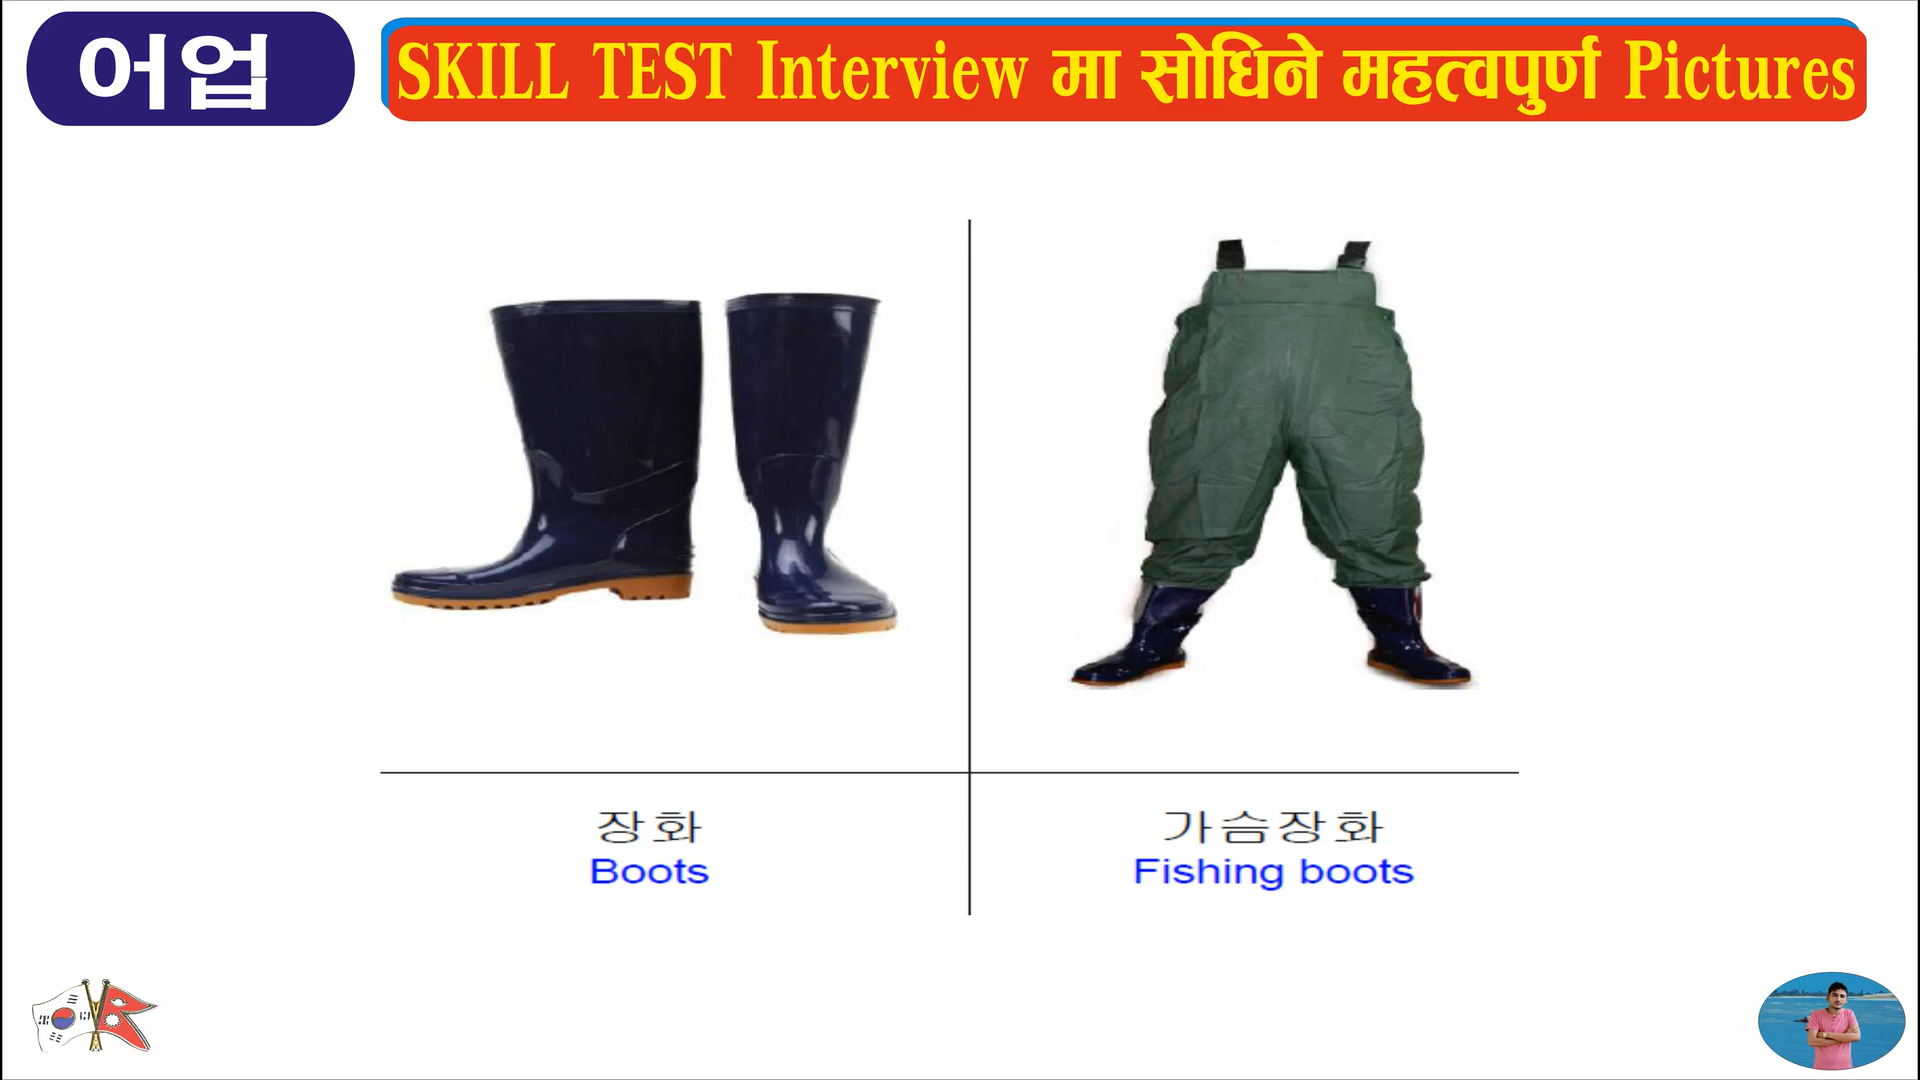 어업
SKILL TEST Interview मा सोधिने महत्वपुर्ण Pictures
장화
Boots
가슴장화
Fishing boots